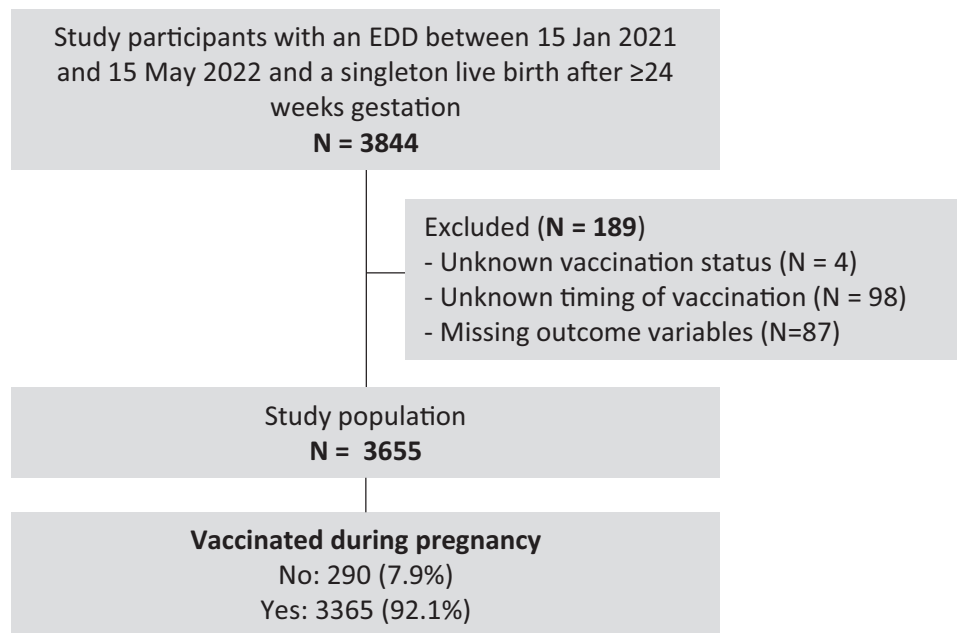 Study participants with an EDD between 15 Jan 2021
and 15 May 2022 and a singleton live birth after ≥24
weeks gestation
N = 3844
Excluded (N = 189)
- Unknown vaccination status (N = 4)
- Unknown timing of vaccination (N = 98)
- Missing outcome variables (N=87)
Study population
N = 3655
Vaccinated during pregnancy
No: 290 (7.9%)
Yes: 3365 (92.1%)